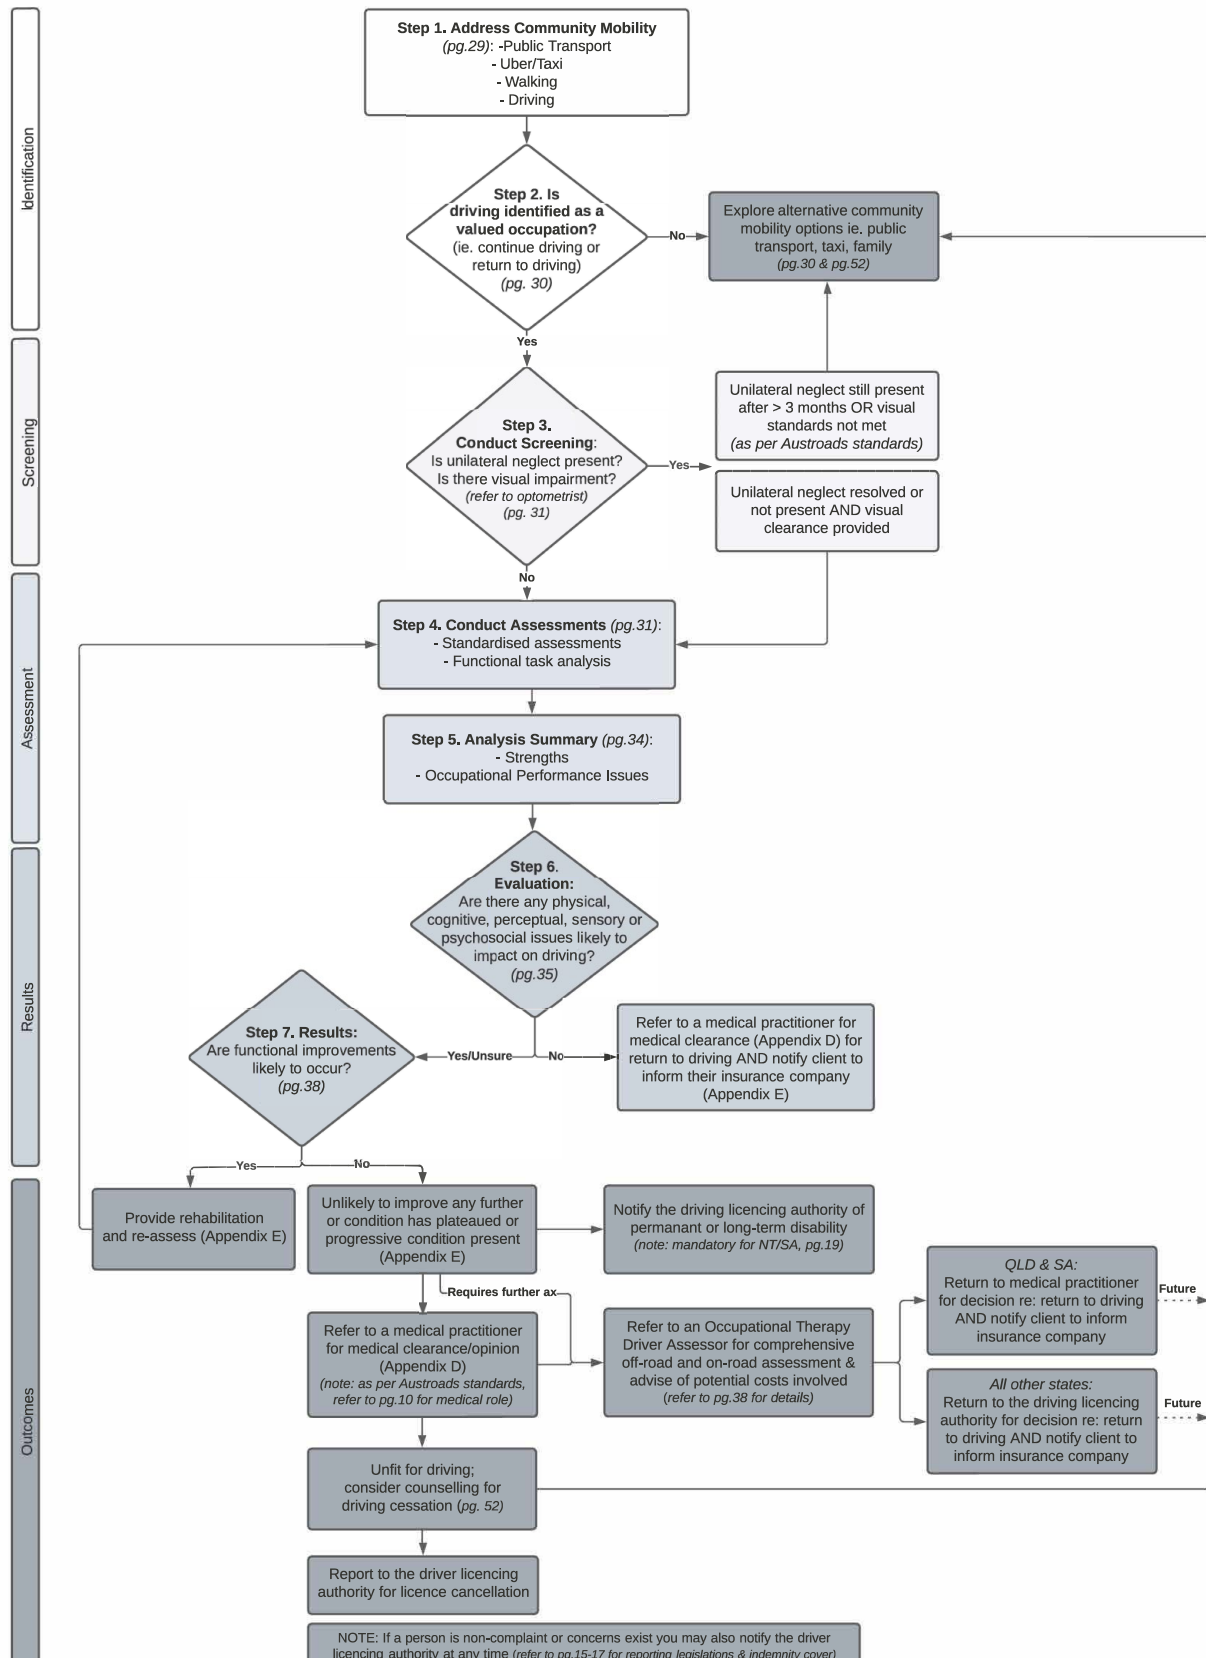 Identification
Step 1. Address Community Mobility
(pg.29): -Public Transport
- Uber/Taxi
- Walking
- Driving
Step 2. Is
driving identified as a
valued occupation?
(ie. continue driving or
return to driving)
(pg. 30)
No
Explore alternative community
mobility options ie. public
transport, taxi, family
(pg.30 & pg.52)
Yes
Screening
Step 3.
Conduct Screening:
Is unilateral neglect present?
Is there visual impairment?
(refer to optometrist)
(pg. 31)
Yes
Unilateral neglect still present
after > 3 months OR visual
standards not met
(as per Austroads standards)
Unilateral neglect resolved or
not present AND visual
clearance provided
No
Assessment
Step 4. Conduct Assessments (pg.31):
- Standardised assessments
- Functional task analysis
Step 5. Analysis Summary (pg.34):
- Strengths
- Occupational Performance Issues
Results
Step 6.
Evaluation:
Are there any physical,
cognitive, perceptual, sensory or
psychosocial issues likely to
impact on driving?
(pg.35)
Yes/Unsure
No
Refer to a medical practitioner for
medical clearance (Appendix D) for
return to driving AND notify client to
inform their insurance company
(Appendix E)
Step 7. Results:
Are functional improvements
likely to occur?
(pg.38)
Yes
No
Outcomes
Provide rehabilitation
and re-assess (Appendix E)
Unlikely to improve any further
or condition has plateaued or
progressive condition present
(Appendix E)
Notify the driving licencing authority of
permanant or long-term disability
(note: mandatory for NT/SA, pg.19)
Requires further ax
Refer to a medical practitioner
for medical clearance/opinion
(Appendix D)
(note: as per Austroads standards,
refer to pg.10 for medical role)
Refer to an Occupational Therapy
Driver Assessor for comprehensive
off-road and on-road assessment &
advise of potential costs involved
(refer to pg.38 for details)
QLD & SA:
Return to medical practitioner
for decision re: return to driving
AND notify client to inform
insurance company
Future
All other states:
Return to the driving licencing
authority for decision re: return
to driving AND notify client to
inform insurance company
Future
Unfit for driving;
consider counselling for
driving cessation (pg. 52)
Report to the driver licencing
authority for licence cancellation
NOTE: If a person is non-complaint or concerns exist you may also notify the driver
licencing authority at any time (refer to pg.15-17 for reporting legislations & indemnity cover)